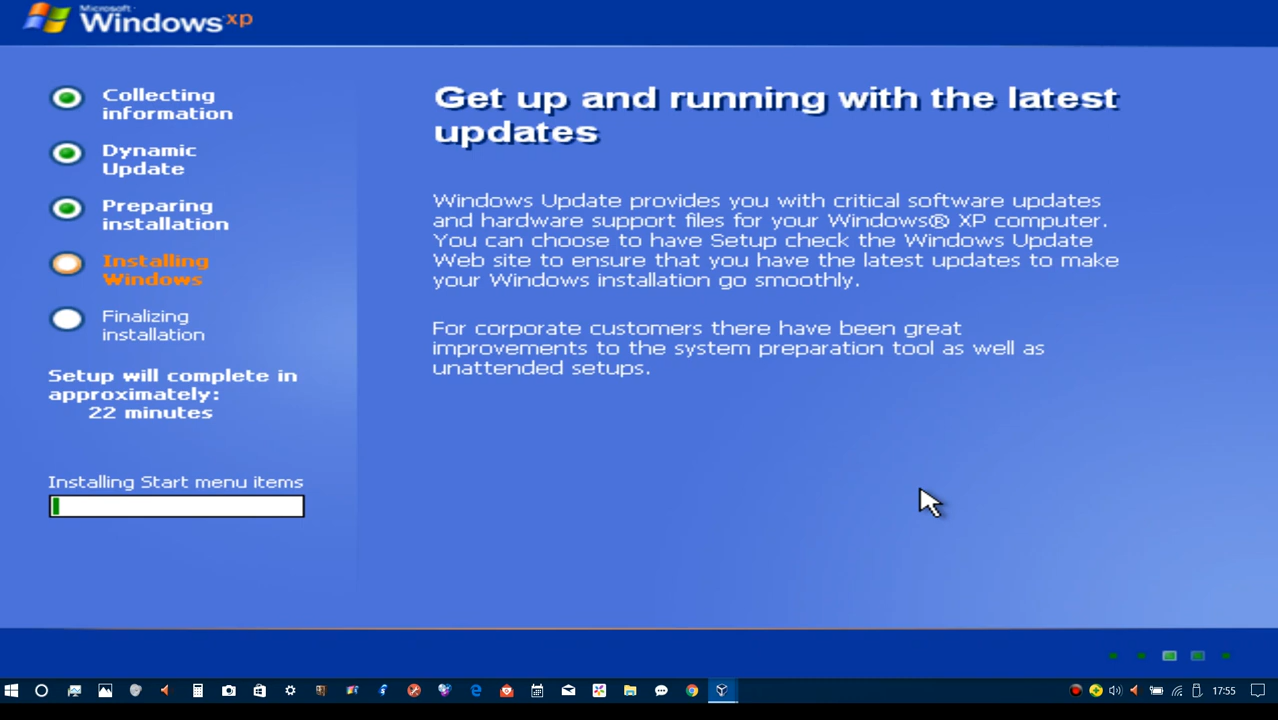 Microsoft®
Windows xp
Collecting
information
Dynamic
Update
Preparing
installation
Installing
Windows
Finalizing
installation
Setup will complete in
approximately:
22 minutes
Installing Start menu items
Get up and running with the latest
updates
Windows Update provides you with critical software updates
and hardware support files for your Windows® XP computer.
You can choose to have Setup check the Windows Update
Web site to ensure that you have the latest updates to make
your Windows installation go smoothly.
For corporate customers there have been great
improvements to the system preparation tool as well as
unattended setups.
17:55